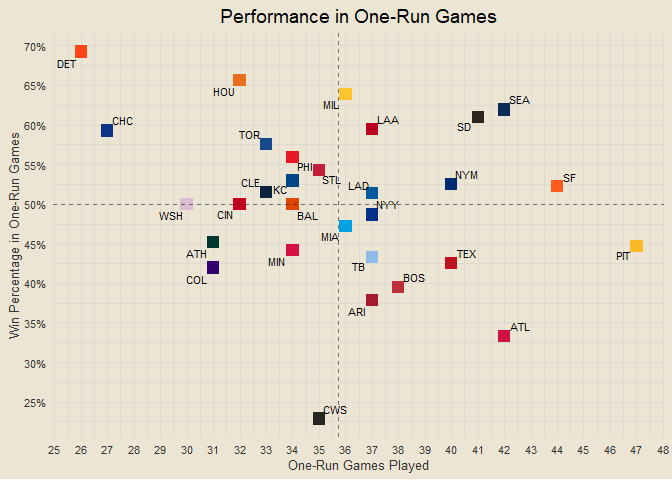 Performance in One-Run Games
Win Percentage in One-Run Games
70%
65%
60%
55%
50%
45%
40%
35%
30%
25%
DET
HOU
MIL
SEA
CHC
LAA
SD
TOR
PHI
STL
CLE
KC
LAD
NYM
SF
WSH
CIN
BAL
NYY
MIA
ATH
MIN
TB
TEX
PIT
COL
BOS
ARI
ATL
CWS
25 26 27 28 29 30 31 32 33 34 35 36 37 38 39 40 41 42 43 44 45 46 47 48
One-Run Games Played